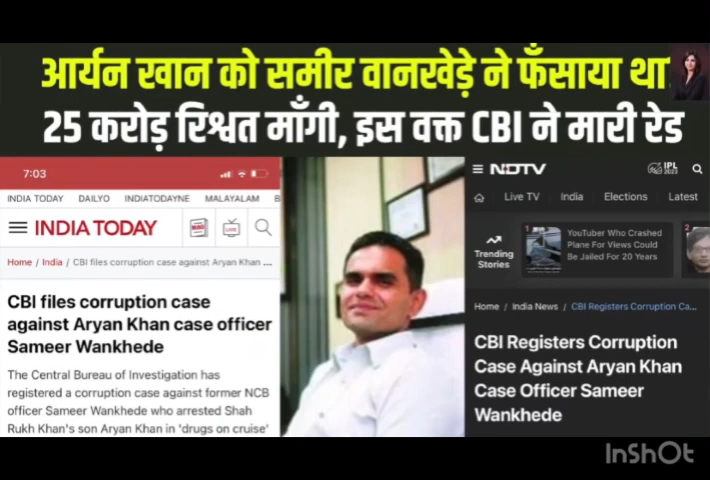 आर्यन खान को समीर वानखेड़े ने फँसाया था
25 करोड़ रिश्वत माँगी, इस वक्त CBI ने मारी रेड
7:03
INDIA TODAY DAILYO INDIATODAYNE MALAYALAM B
INDIA TODAY
LIVE
Home / India / CBI files corruption case against Aryan Khan ....
CBI files corruption case
against Aryan Khan case officer
Sameer Wankhede
The Central Bureau of Investigation has
registered a corruption case against former NCB
officer Sameer Wankhede who arrested Shah
Rukh Khan's son Aryan Khan in 'drugs on cruise'
NDTV
IPL
2023
Live TV India Elections Latest
Trending
Stories
1
YouTuber Who Crashed
Plane For Views Could
Be Jailed For 20 Years
2
Home / India News / CBI Registers Corruption Ca...
CBI Registers Corruption
Case Against Aryan Khan
Case Officer Sameer
Wankhede
InShOt